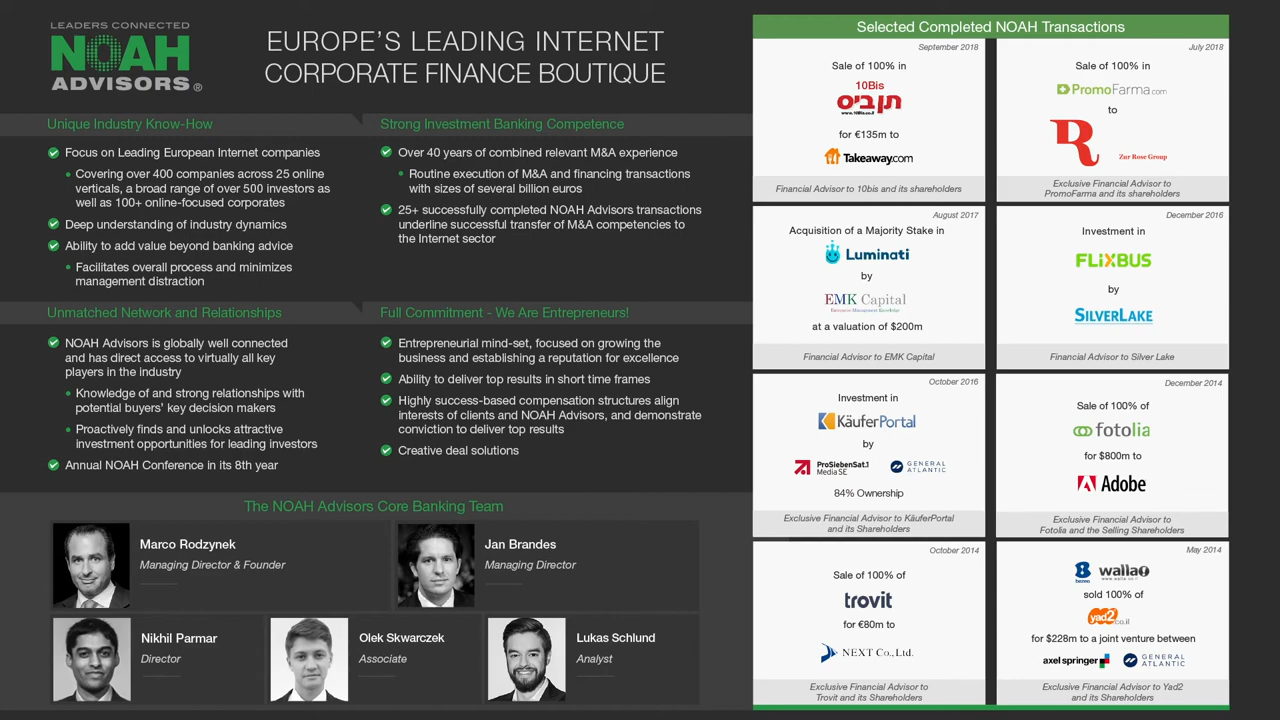 LEADERS CONNECTED
NOAH
ADVISORS®
EUROPE'S LEADING INTERNET
CORPORATE FINANCE BOUTIQUE
Unique Industry Know-How
Focus on Leading European Internet companies
• Covering over 400 companies across 25 online
verticals, a broad range of over 500 investors as
well as 100+ online-focused corporates
Deep understanding of industry dynamics
Ability to add value beyond banking advice
• Facilitates overall process and minimizes
management distraction
Strong Investment Banking Competence
Over 40 years of combined relevant M&A experience
• Routine execution of M&A and financing transactions
with sizes of several billion euros
25+ successfully completed NOAH Advisors transactions
underline successful transfer of M&A competencies to
the Internet sector
Unmatched Network and Relationships
NOAH Advisors is globally well connected
and has direct access to virtually all key
players in the industry
• Knowledge of and strong relationships with
potential buyers' key decision makers
• Proactively finds and unlocks attractive
investment opportunities for leading investors
Annual NOAH Conference in its 8th year
Full Commitment - We Are Entrepreneurs!
Entrepreneurial mind-set, focused on growing the
business and establishing a reputation for excellence
Ability to deliver top results in short time frames
Highly success-based compensation structures align
interests of clients and NOAH Advisors, and demonstrate
conviction to deliver top results
Creative deal solutions
The NOAH Advisors Core Banking Team
Marco Rodzynek
Managing Director & Founder
Jan Brandes
Managing Director
Nikhil Parmar
Director
Olek Skwarczek
Associate
Lukas Schlund
Analyst
Selected Completed NOAH Transactions
September 2018
Sale of 100% in
10Bis
תן ביס
www.10Bis.co.il
for €135m to
Takeaway.com
Financial Advisor to 10bis and its shareholders
July 2018
Sale of 100% in
PromoFarma.com
to
R
Zur Rose Group
Exclusive Financial Advisor to
PromoFarma and its shareholders
August 2017
Acquisition of a Majority Stake in
Luminati
by
EMK Capital
European Management Knowledge
at a valuation of $200m
Financial Advisor to EMK Capital
December 2016
Investment in
FLiXBUS
by
SILVERLAKE
Financial Advisor to Silver Lake
October 2016
Investment in
KäuferPortal
by
ProSiebenSat.1
Media SE
GENERAL
ATLANTIC
84% Ownership
Exclusive Financial Advisor to KäuferPortal
and its Shareholders
December 2014
Sale of 100% of
fotolia
for $800m to
Adobe
Exclusive Financial Advisor to
Fotolia and the Selling Shareholders
October 2014
Sale of 100% of
trovit
for €80m to
NEXT Co., Ltd.
Exclusive Financial Advisor to
Trovit and its Shareholders
May 2014
walla
www.walla.co.il
sold 100% of
yad2
co.il
for $228m to a joint venture between
axel springer
GENERAL
ATLANTIC
Exclusive Financial Advisor to Yad2
and its Shareholders